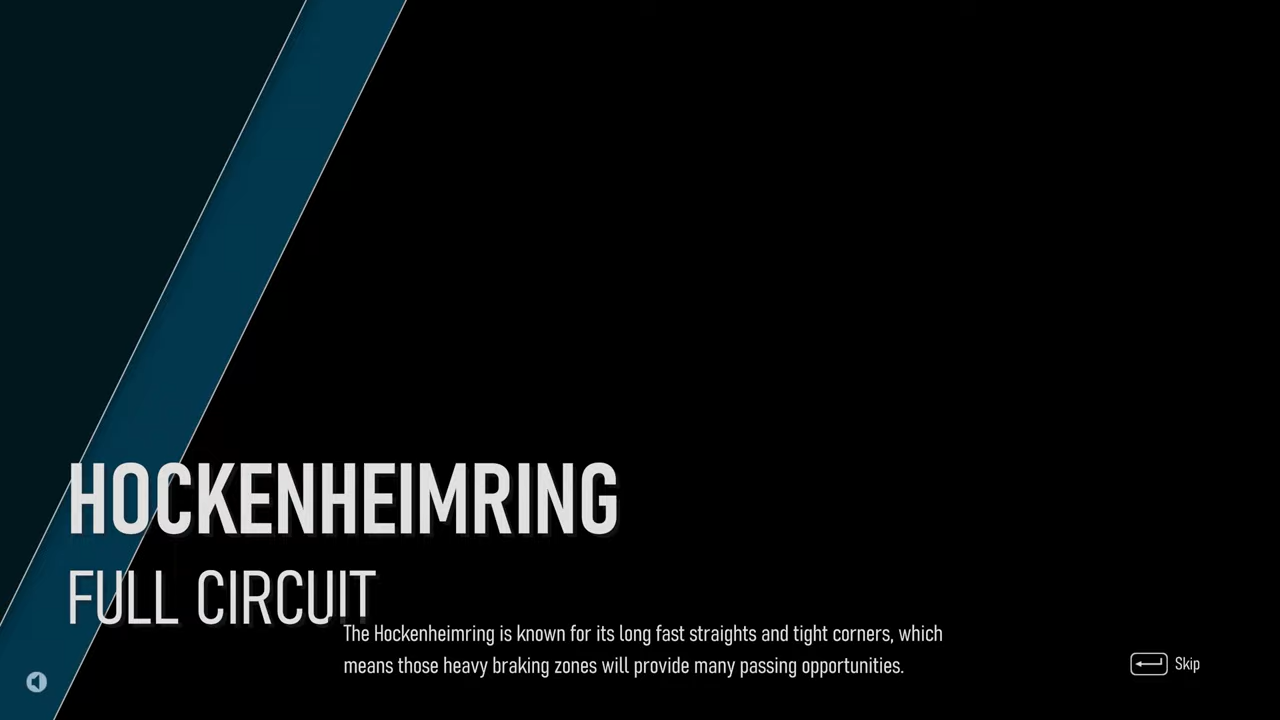 HOCKENHEIMRING
FULL CIRCUIT
The Hockenheimring is known for its long fast straights and tight corners, which
means those heavy braking zones will provide many passing opportunities.
Skip